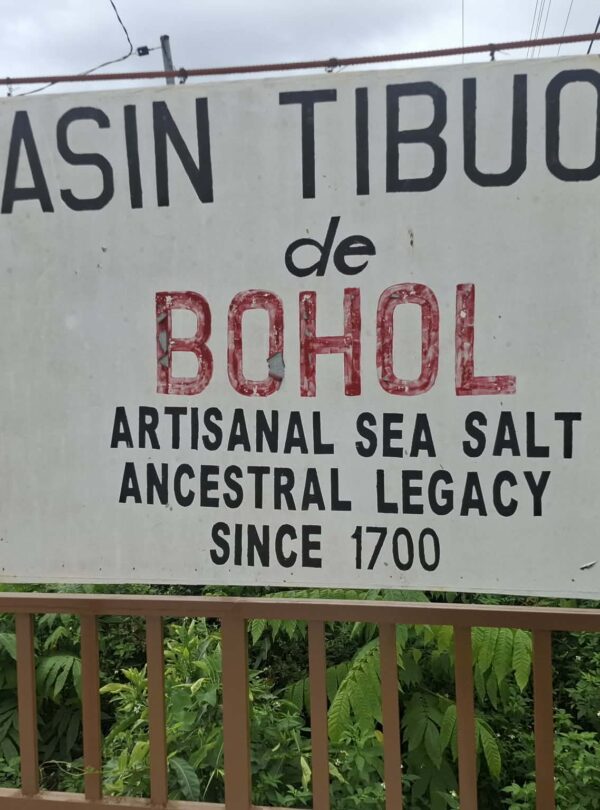 ASIN TIBUO
de
BOHOL
ARTISANAL SEA SALT
ANCESTRAL LEGACY
SINCE 1700